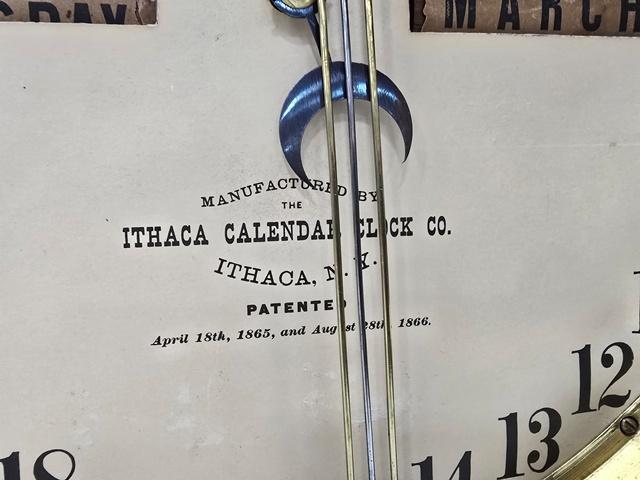 SDAY
MARCH
MANUFACTURED BY
THE
ITHACA CALENDAR CLOCK CO.
ITHACA, N. Y.
PATENTED
April 18th, 1865, and August 28th 1866.
12
13
14
18